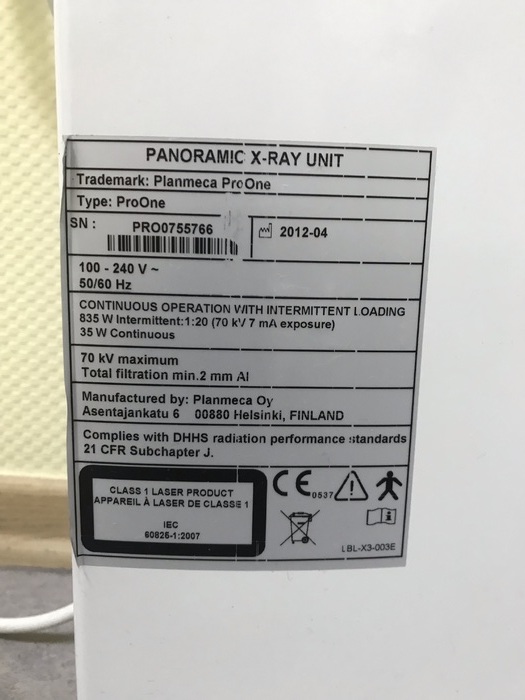 PANORAMIC X-RAY UNIT
Trademark: Planmeca ProOne
Type: ProOne
SN : PRO0755766
2012-04
100 - 240 V ~
50/60 Hz
CONTINUOUS OPERATION WITH INTERMITTENT LOADING
835 W Intermittent:1:20 (70 kV 7 mA exposure)
35 W Continuous
70 kV maximum
Total filtration min.2 mm Al
Manufactured by: Planmeca Oy
Asentajankatu 6 00880 Helsinki, FINLAND
Complies with DHHS radiation performance standards
21 CFR Subchapter J.
CLASS 1 LASER PRODUCT
APPAREIL À LASER DE CLASSE 1
IEC
60825-1:2007
CE 0537
LBL-X3-003E